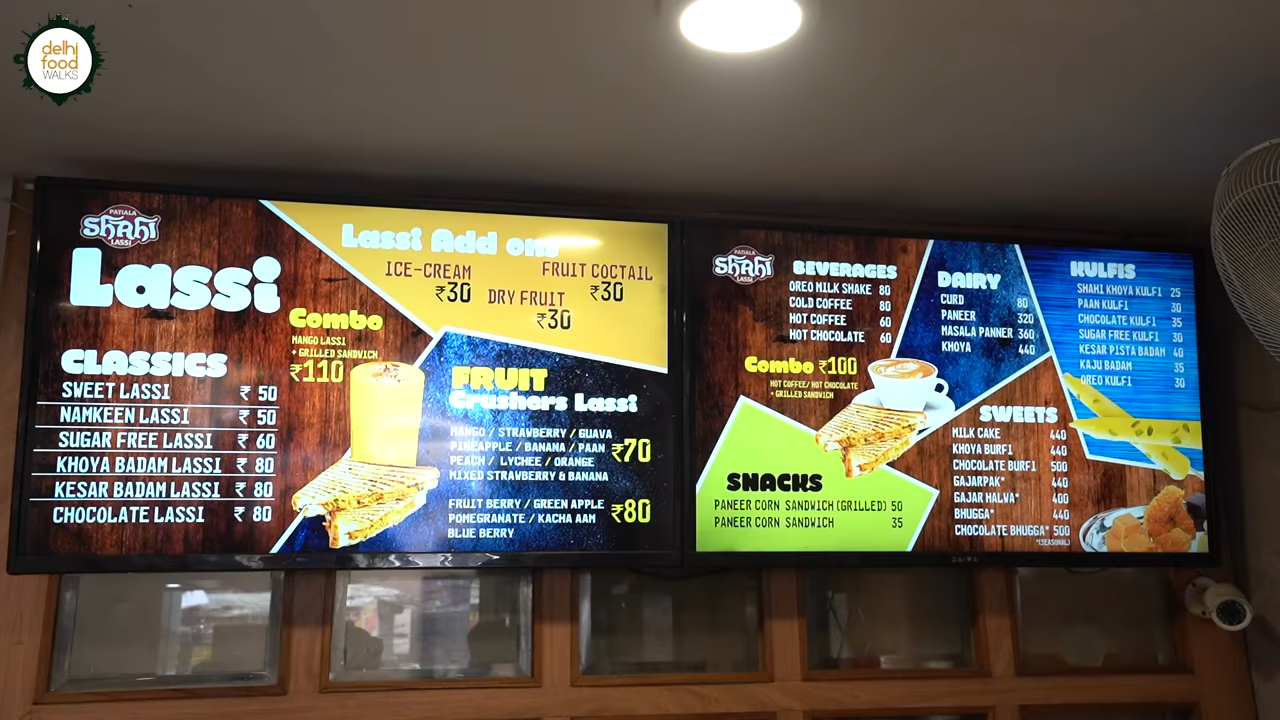 delhi
food
WALKS
PATIALA
ShAhi
LASSI
Lassi
CLASSICS
SWEET LASSI ₹ 50
NAMKEEN LASSI ₹ 50
SUGAR FREE LASSI ₹ 60
KHOYA BADAM LASSI ₹ 80
KESAR BADAM LASSI ₹ 80
CHOCOLATE LASSI ₹ 80
Combo
MANGO LASSI
+ GRILLED SANDWICH
₹110
Lassi Add ons
ICE-CREAM
₹30
DRY FRUIT
₹30
FRUIT COCTAIL
₹30
FRUIT
Crushers Lassi
MANGO / STRAWBERRY / GUAVA
PINEAPPLE / BANANA / PAAN
PEACH / LYCHEE / ORANGE
MIXED STRAWBERRY & BANANA
₹70
FRUIT BERRY / GREEN APPLE
POMEGRANATE / KACHA AAM
BLUE BERRY
₹80
PATIALA
ShAhi
LASSI
BEVERAGES
OREO MILK SHAKE 80
COLD COFFEE 80
HOT COFFEE 60
HOT CHOCOLATE 60
Combo ₹100
HOT COFFEE/ HOT CHOCOLATE
+ GRILLED SANDWICH
SNACKS
PANEER CORN SANDWICH (GRILLED) 50
PANEER CORN SANDWICH 35
DAIRY
CURD 80
PANEER 320
MASALA PANNER 360
KHOYA 440
SWEETS
MILK CAKE 440
KHOYA BURFI 440
CHOCOLATE BURFI 500
GAJARPAK* 440
GAJAR HALWA* 400
BHUGGA* 440
CHOCOLATE BHUGGA* 500
*(SEASONAL)
KULFIS
SHAHI KHOYA KULFI 25
PAAN KULFI 30
CHOCOLATE KULFI 35
SUGAR FREE KULFI 30
KESAR PISTA BADAM 40
KAJU BADAM 35
OREO KULFI 30